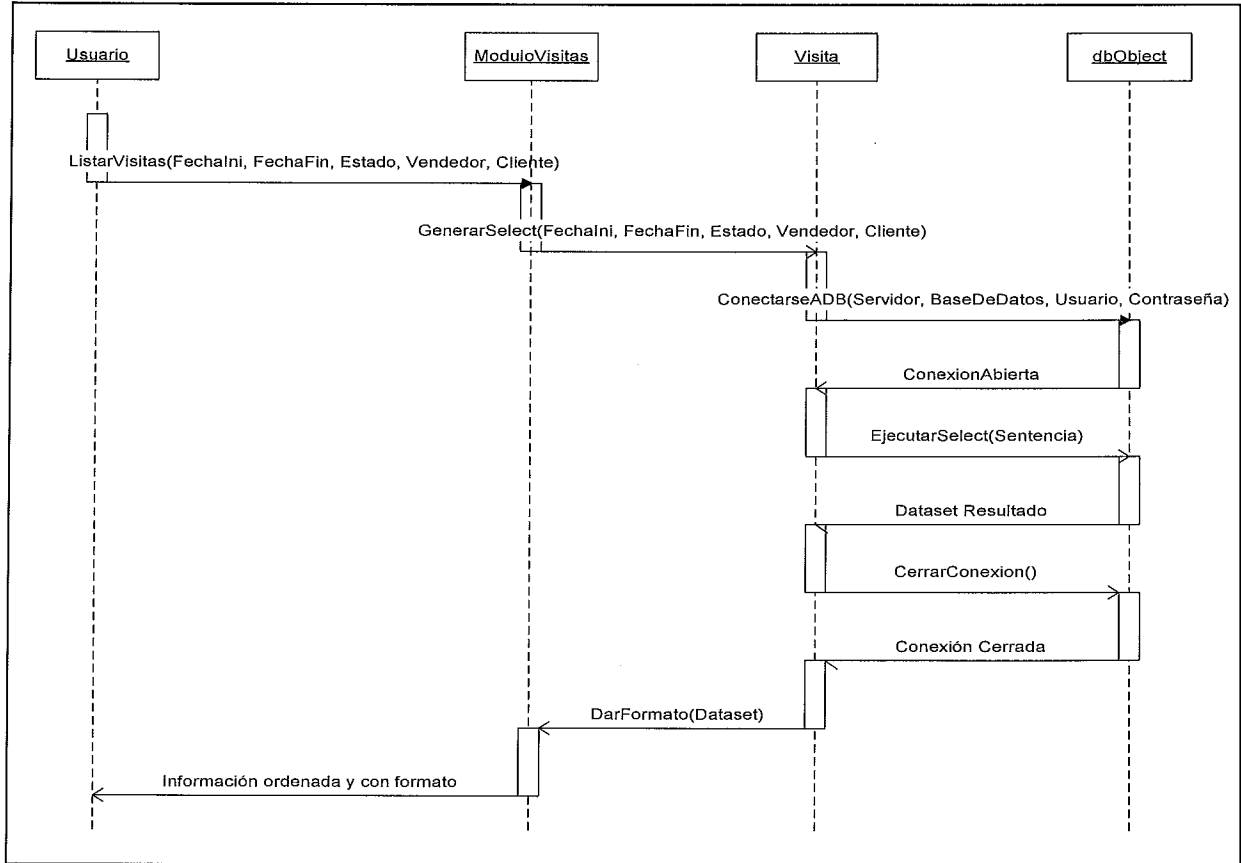 Usuario
ModuloVisitas
Visita
dbObject
ListarVisitas(FechaIni, FechaFin, Estado, Vendedor, Cliente)
GenerarSelect(FechaIni, FechaFin, Estado, Vendedor, Cliente)
ConectarseADB(Servidor, BaseDeDatos, Usuario, Contraseña)
ConexionAbierta
EjecutarSelect(Sentencia)
Dataset Resultado
CerrarConexion()
Conexión Cerrada
DarFormato(Dataset)
Información ordenada y con formato